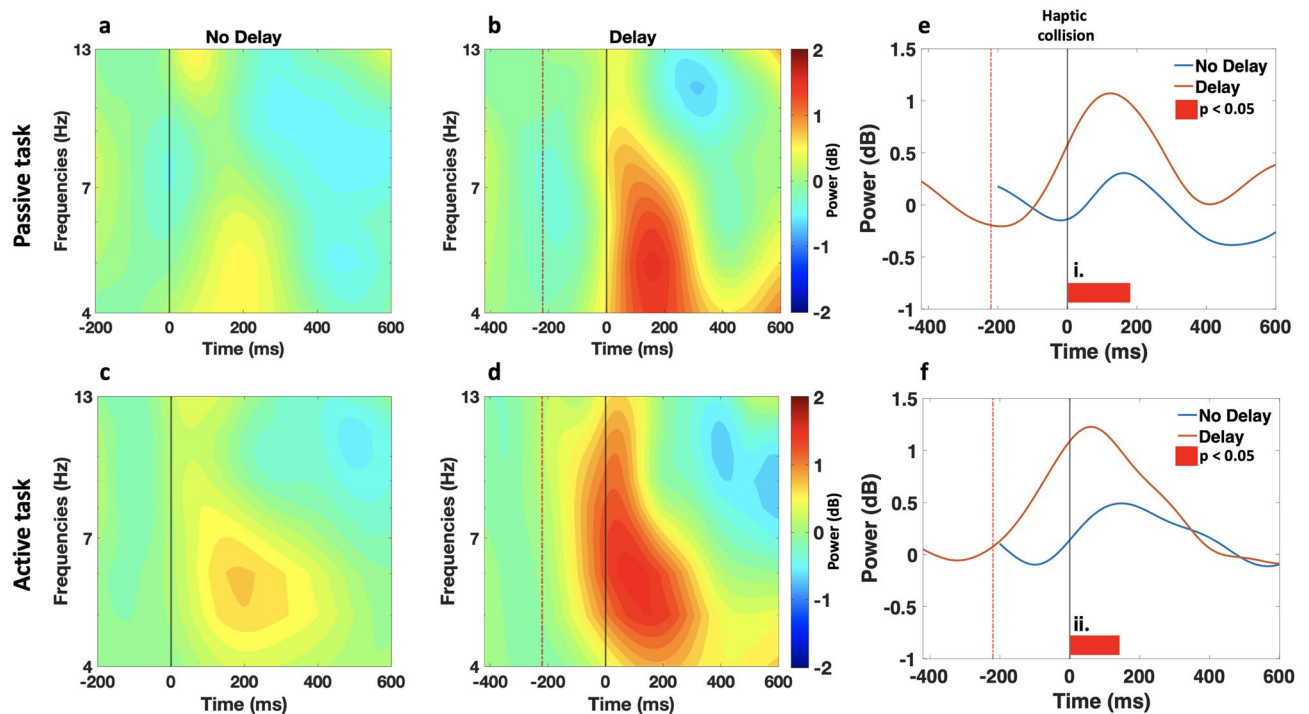 a
No Delay
13
7
4
Frequencies (Hz)
-200 0 200 400 600
Time (ms)
Passive task
b
Delay
13
7
4
Frequencies (Hz)
-200 0 200 400 600
Time (ms)
2
1
0
-1
-2
Power (dB)
e
Haptic
collision
1.5
1
0.5
0
-0.5
-1
Power (dB)
No Delay
Delay
p < 0.05
i.
-400 -200 0 200 400 600
Time (ms)
c
13
7
4
Frequencies (Hz)
-200 0 200 400 600
Time (ms)
Active task
d
13
7
4
Frequencies (Hz)
-200 0 200 400 600
Time (ms)
2
1
0
-1
-2
Power (dB)
f
1.5
1
0.5
0
-0.5
-1
Power (dB)
No Delay
Delay
p < 0.05
ii.
-400 -200 0 200 400 600
Time (ms)